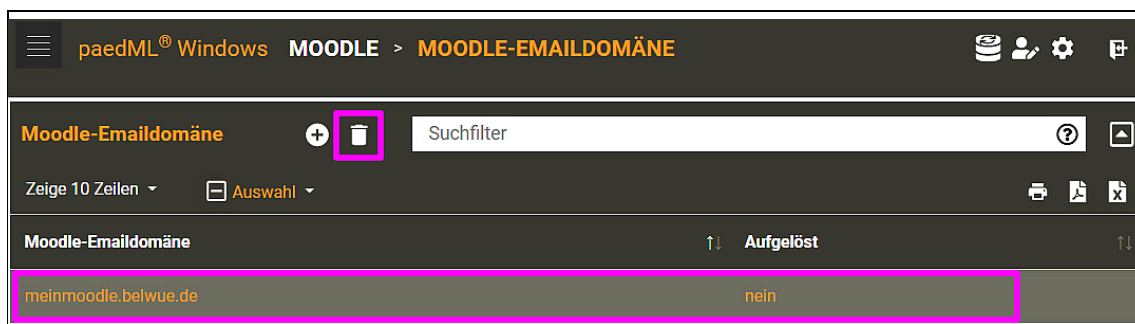 paedML® Windows MOODLE > MOODLE-EMAILDOMÄNE
Moodle-Emaildomäne Suchfilter
Zeige 10 Zeilen Auswahl
Moodle-Emaildomäne Aufgelöst
meinmoodle.belwue.de nein